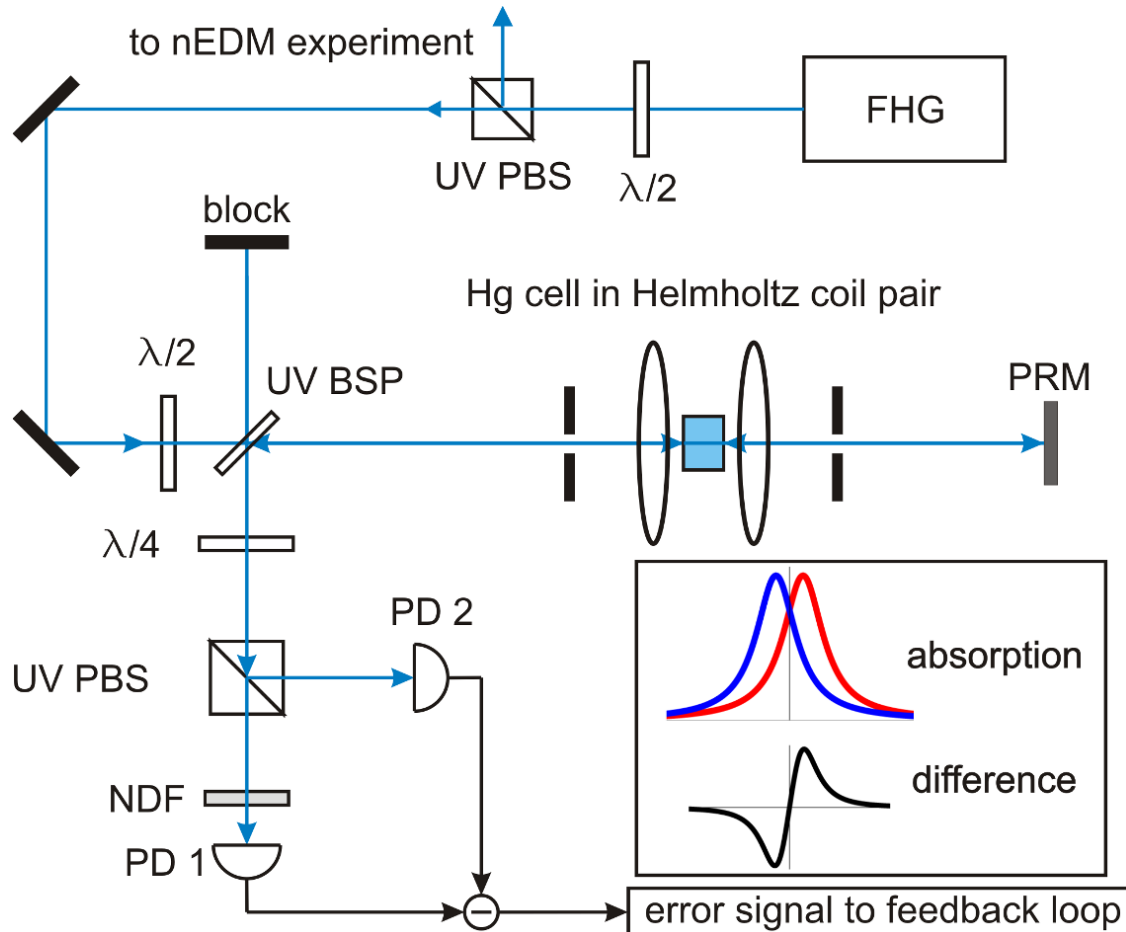 to nEDM experiment
FHG
UV PBS
λ/2
block
Hg cell in Helmholtz coil pair
λ/2
UV BSP
PRM
λ/4
PD 2
UV PBS
absorption
difference
NDF
PD 1
−
error signal to feedback loop